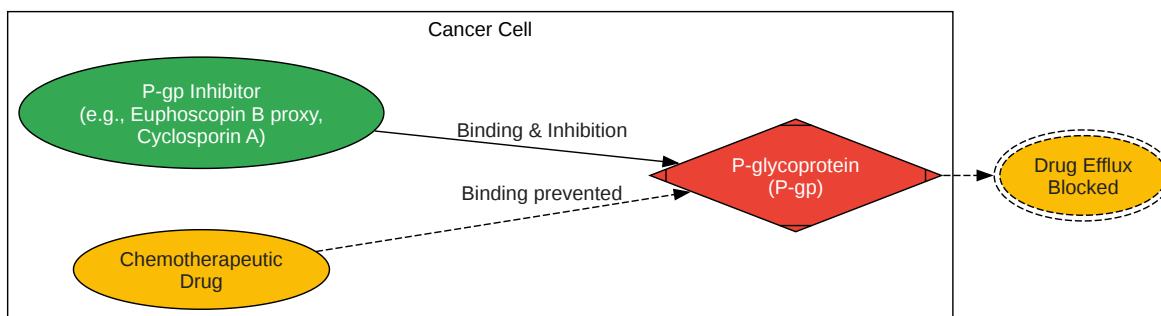 Cancer Cell
P-gp Inhibitor
(e.g., Euphoscopin B proxy,
Cyclosporin A)
Binding & Inhibition
P-glycoprotein
(P-gp)
Drug Efflux
Blocked
Binding prevented
Chemotherapeutic
Drug